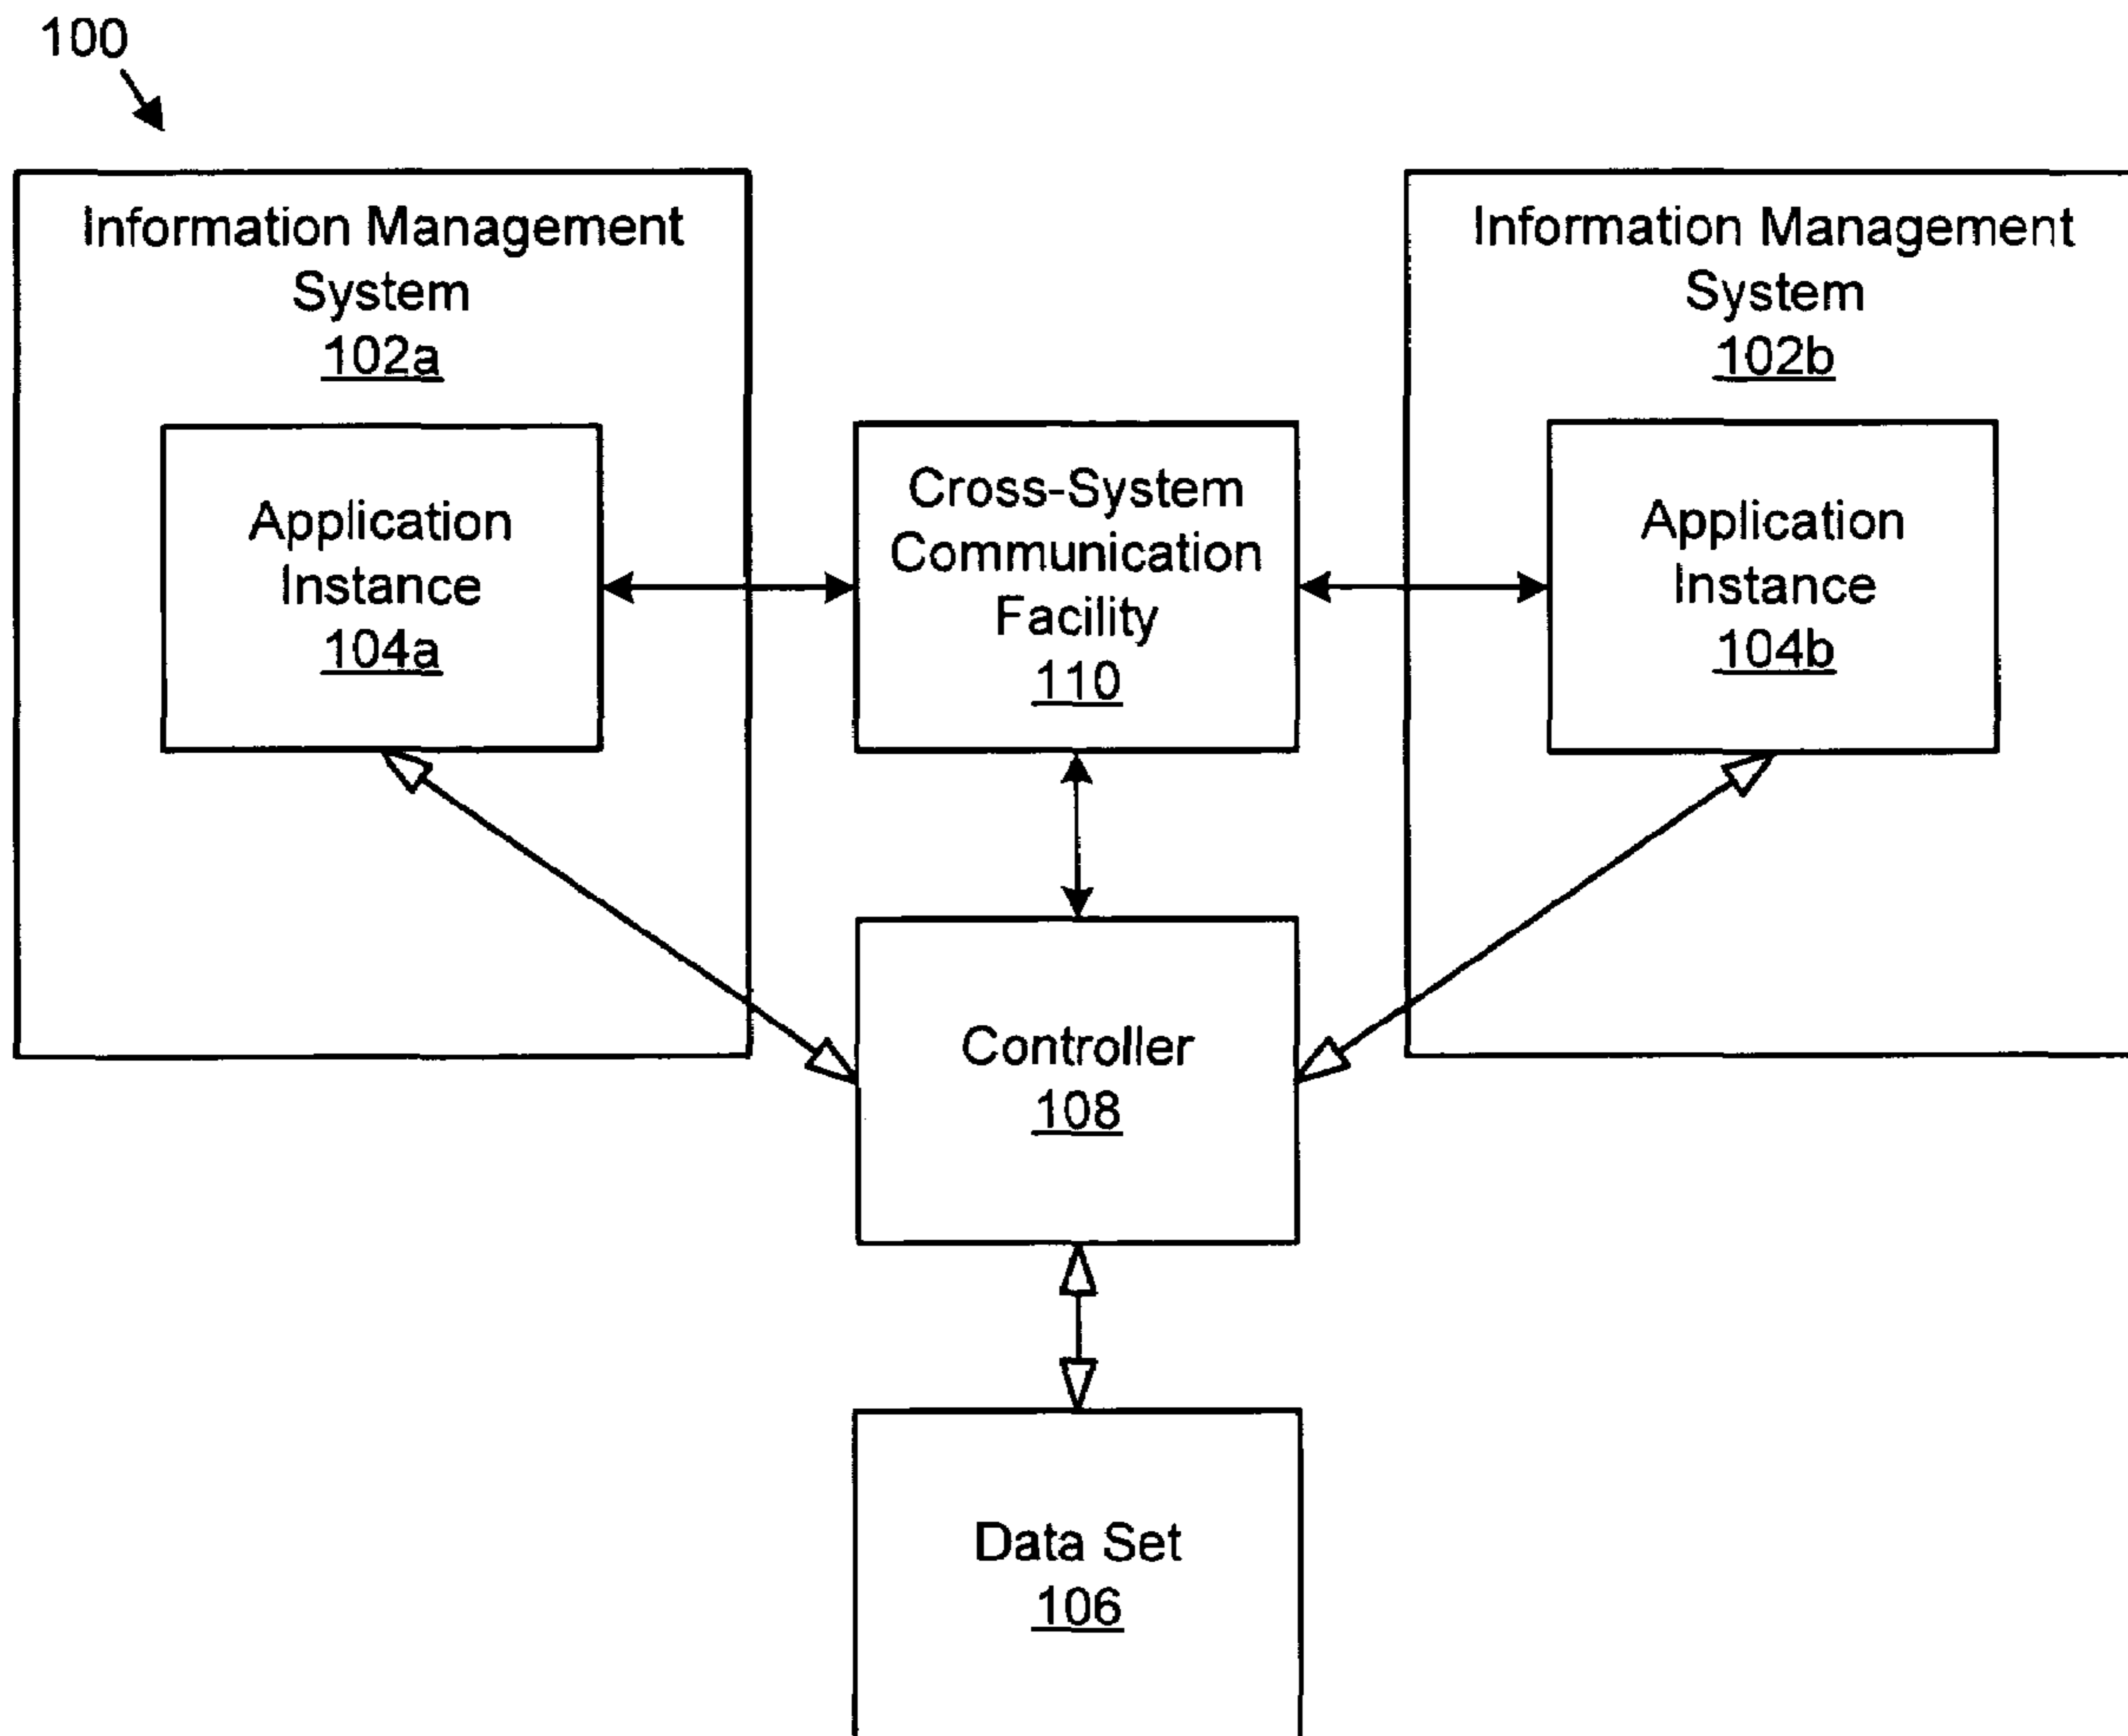 100
Information Management
System
102a
Application
Instance
104a
Cross-System
Communication
Facility
110
Information Management
System
102b
Application
Instance
104b
Controller
108
Data Set
106